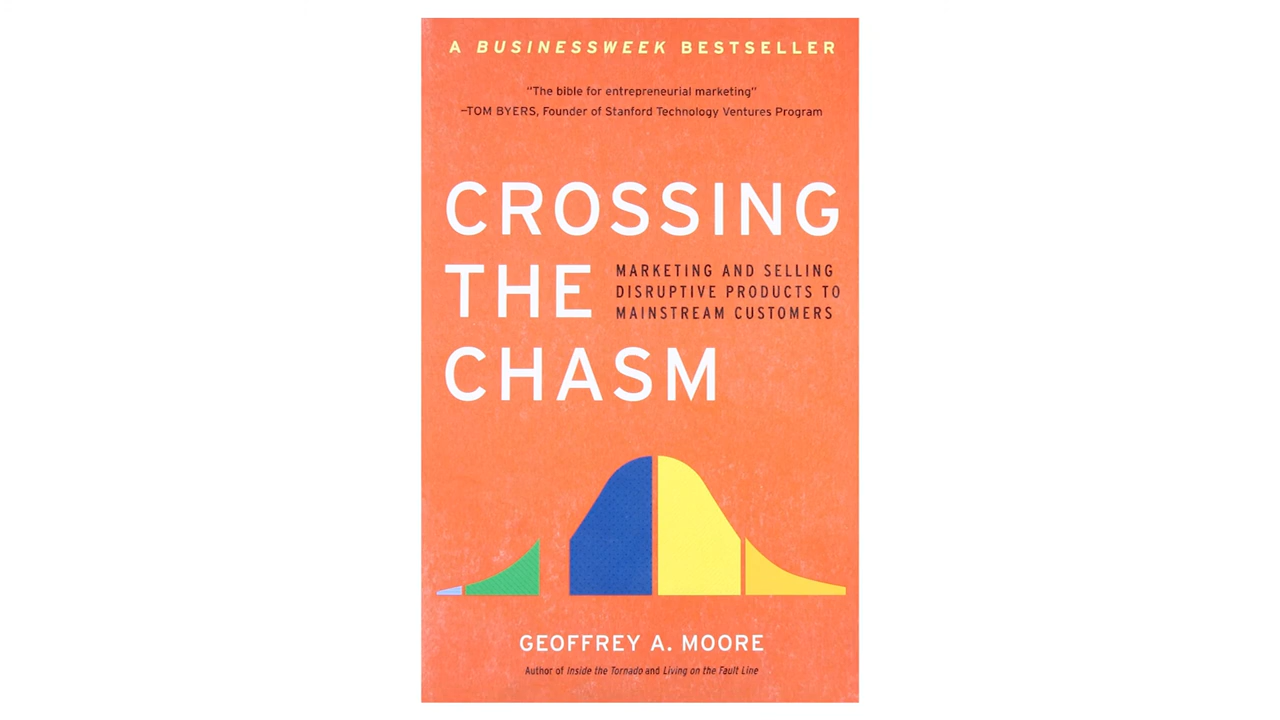 A BUSINESSWEEK BESTSELLER
"The bible for entrepreneurial marketing"
—TOM BYERS, Founder of Stanford Technology Ventures Program
CROSSING
THE
MARKETING AND SELLING
DISRUPTIVE PRODUCTS TO
MAINSTREAM CUSTOMERS
CHASM
GEOFFREY A. MOORE
Author of Inside the Tornado and Living on the Fault Line